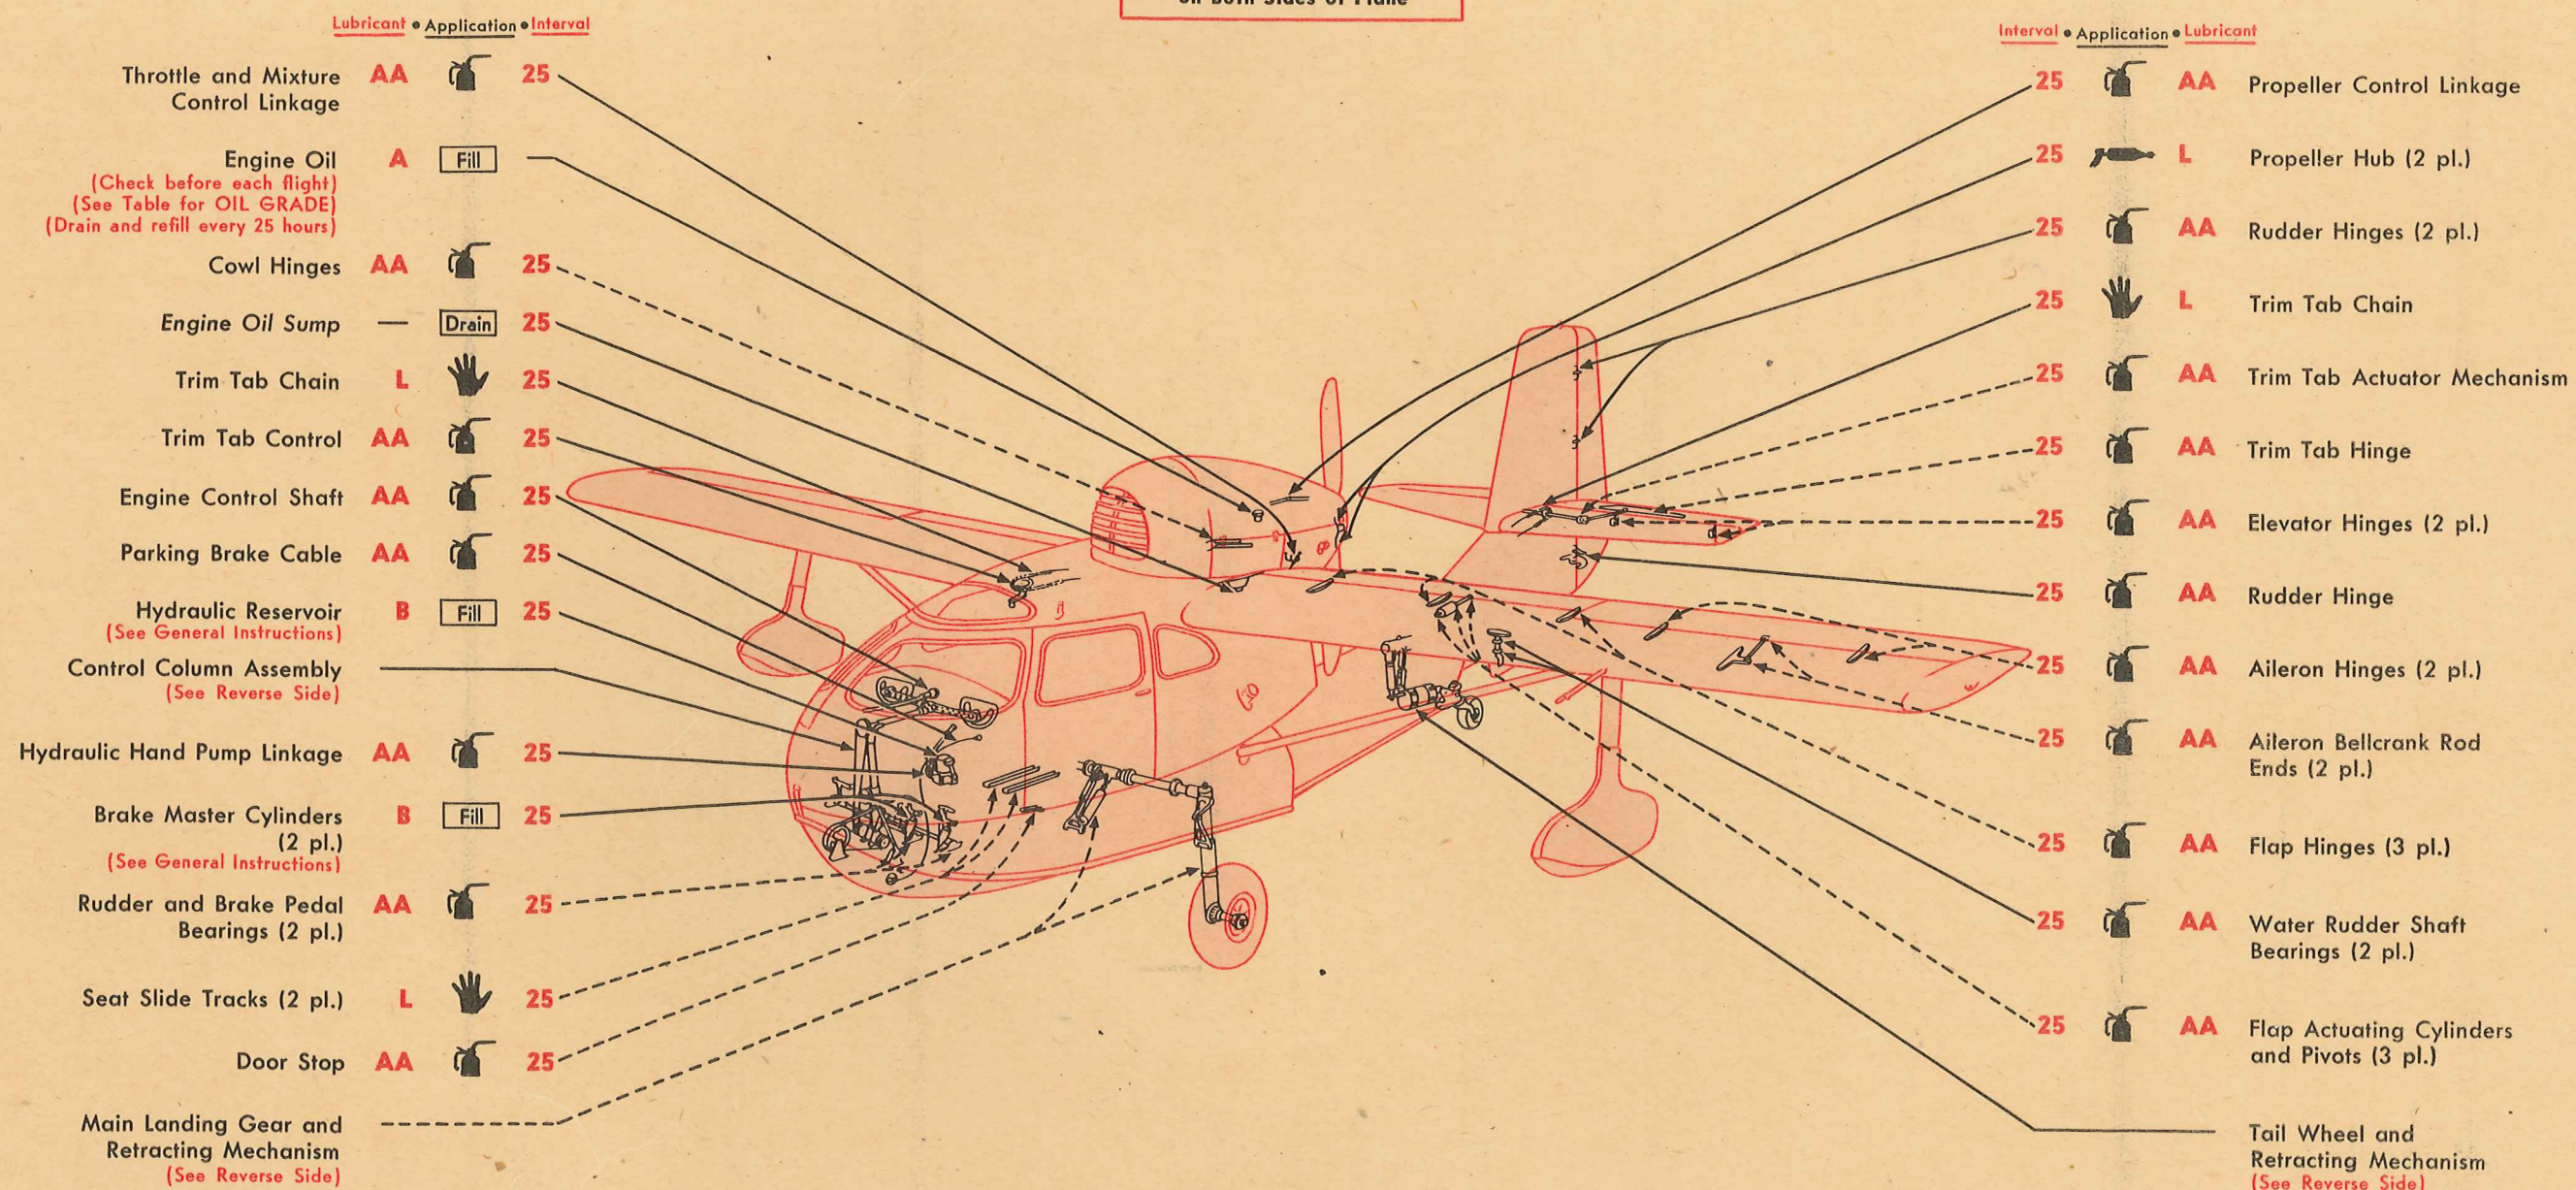 on Both Sides of Plane
Lubricant • Application • Interval
Throttle and Mixture AA 25
Control Linkage
Engine Oil A Fill
(Check before each flight)
(See Table for OIL GRADE)
(Drain and refill every 25 hours)
Cowl Hinges AA 25
Engine Oil Sump — Drain 25
Trim Tab Chain L 25
Trim Tab Control AA 25
Engine Control Shaft AA 25
Parking Brake Cable AA 25
Hydraulic Reservoir B Fill 25
(See General Instructions)
Control Column Assembly
(See Reverse Side)
Hydraulic Hand Pump Linkage AA 25
Brake Master Cylinders B Fill 25
(2 pl.)
(See General Instructions)
Rudder and Brake Pedal AA 25
Bearings (2 pl.)
Seat Slide Tracks (2 pl.) L 25
Door Stop AA 25
Main Landing Gear and
Retracting Mechanism
(See Reverse Side)
Interval • Application • Lubricant
25 AA Propeller Control Linkage
25 L Propeller Hub (2 pl.)
25 AA Rudder Hinges (2 pl.)
25 L Trim Tab Chain
25 AA Trim Tab Actuator Mechanism
25 AA Trim Tab Hinge
25 AA Elevator Hinges (2 pl.)
25 AA Rudder Hinge
25 AA Aileron Hinges (2 pl.)
25 AA Aileron Bellcrank Rod
Ends (2 pl.)
25 AA Flap Hinges (3 pl.)
25 AA Water Rudder Shaft
Bearings (2 pl.)
25 AA Flap Actuating Cylinders
and Pivots (3 pl.)
Tail Wheel and
Retracting Mechanism
(See Reverse Side)